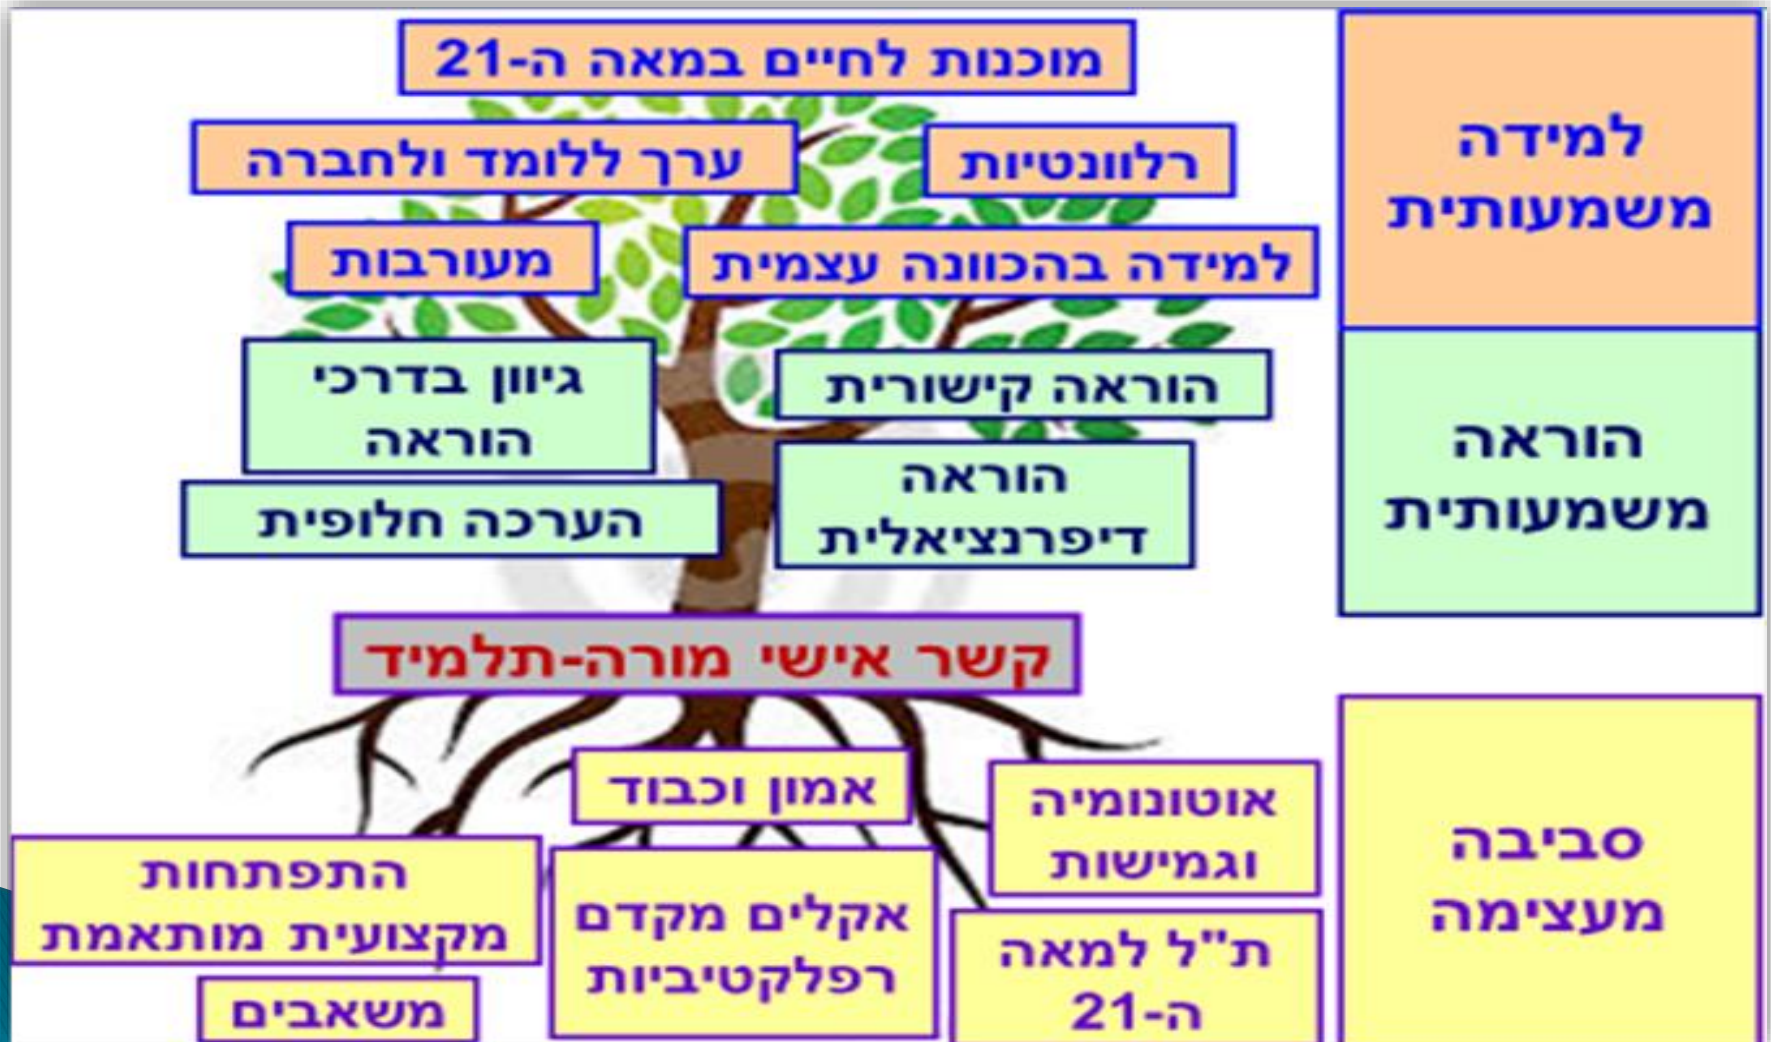 מוכנות לחיים במאה ה-21
רלוונטיות
ערך ללומד ולחברה
למידה בהכוונה עצמית
מעורבות
למידה
משמעותית
הוראה קישורית
גיוון בדרכי
הוראה
הוראה
דיפרנציאלית
הערכה חלופית
הוראה
משמעותית
קשר אישי מורה-תלמיד
אמון וכבוד
אוטונומיה
וגמישות
התפתחות
מקצועית מותאמת
אקלים מקדם
רפלקטיביות
ת"ל למאה
ה-21
משאבים
סביבה
מעצימה